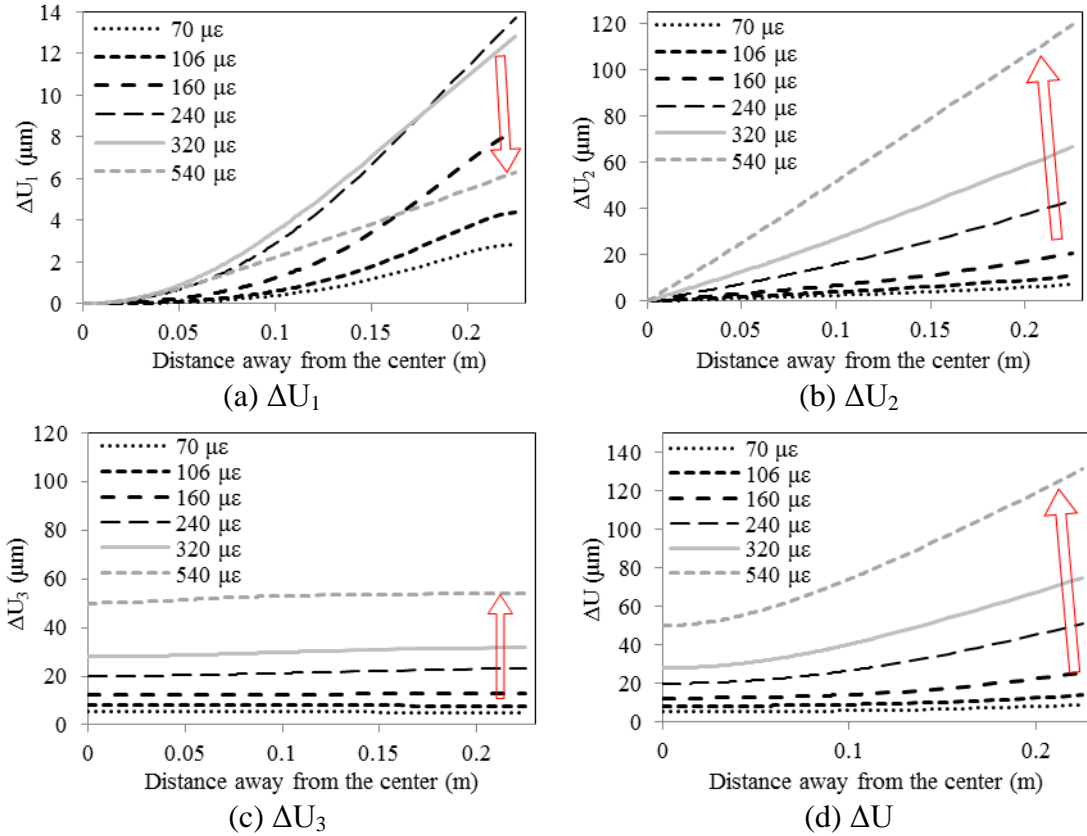 14
12
10
8
6
4
2
0
ΔU₁ (μm)
70 με
106 με
160 με
240 με
320 με
540 με
0 0.05 0.1 0.15 0.2
Distance away from the center (m)
(a) ΔU₁
120
100
80
60
40
20
0
ΔU₂ (μm)
70 με
106 με
160 με
240 με
320 με
540 με
0 0.05 0.1 0.15 0.2
Distance away from the center (m)
(b) ΔU₂
120
100
80
60
40
20
0
ΔU₃ (μm)
70 με
106 με
160 με
240 με
320 με
540 με
0 0.05 0.1 0.15 0.2
Distance away from the center (m)
(c) ΔU₃
140
120
100
80
60
40
20
0
ΔU (μm)
70 με
106 με
160 με
240 με
320 με
540 με
0 0.1 0.2
Distance away from the center (m)
(d) ΔU